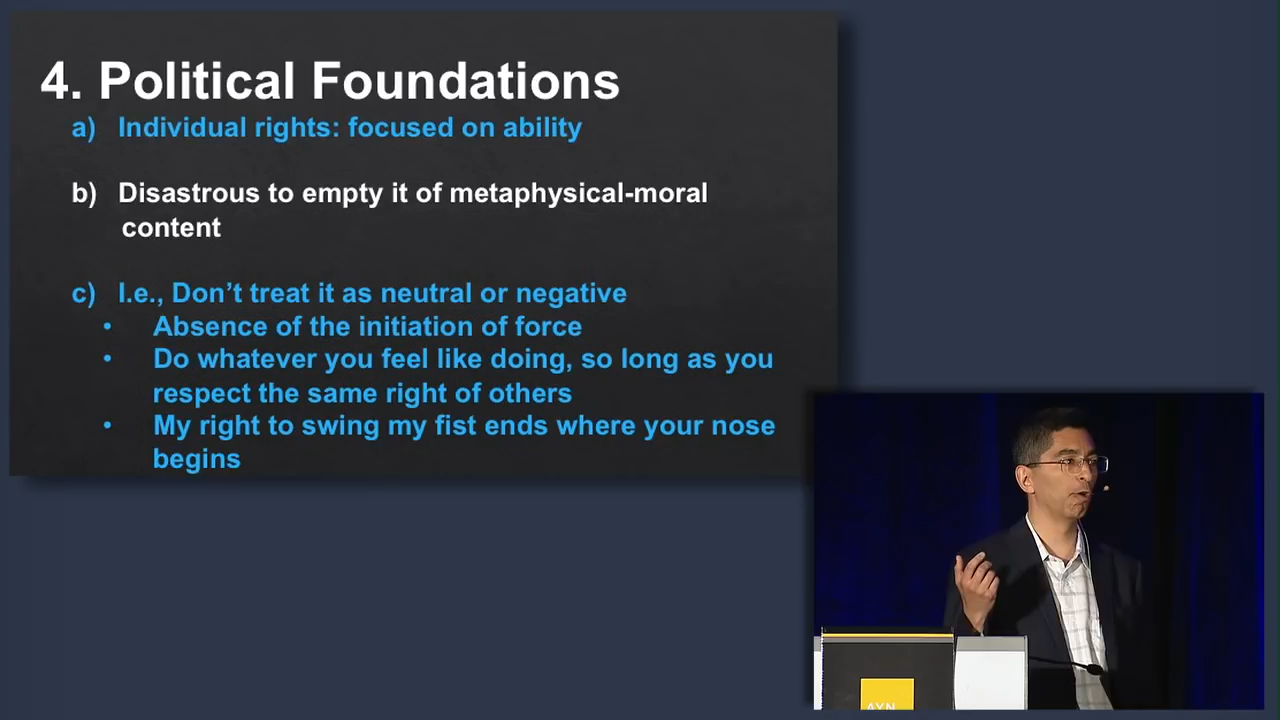 4. Political Foundations
a) Individual rights: focused on ability
b) Disastrous to empty it of metaphysical-moral
content
c) I.e., Don’t treat it as neutral or negative
• Absence of the initiation of force
• Do whatever you feel like doing, so long as you
respect the same right of others
• My right to swing my fist ends where your nose
begins
AYN